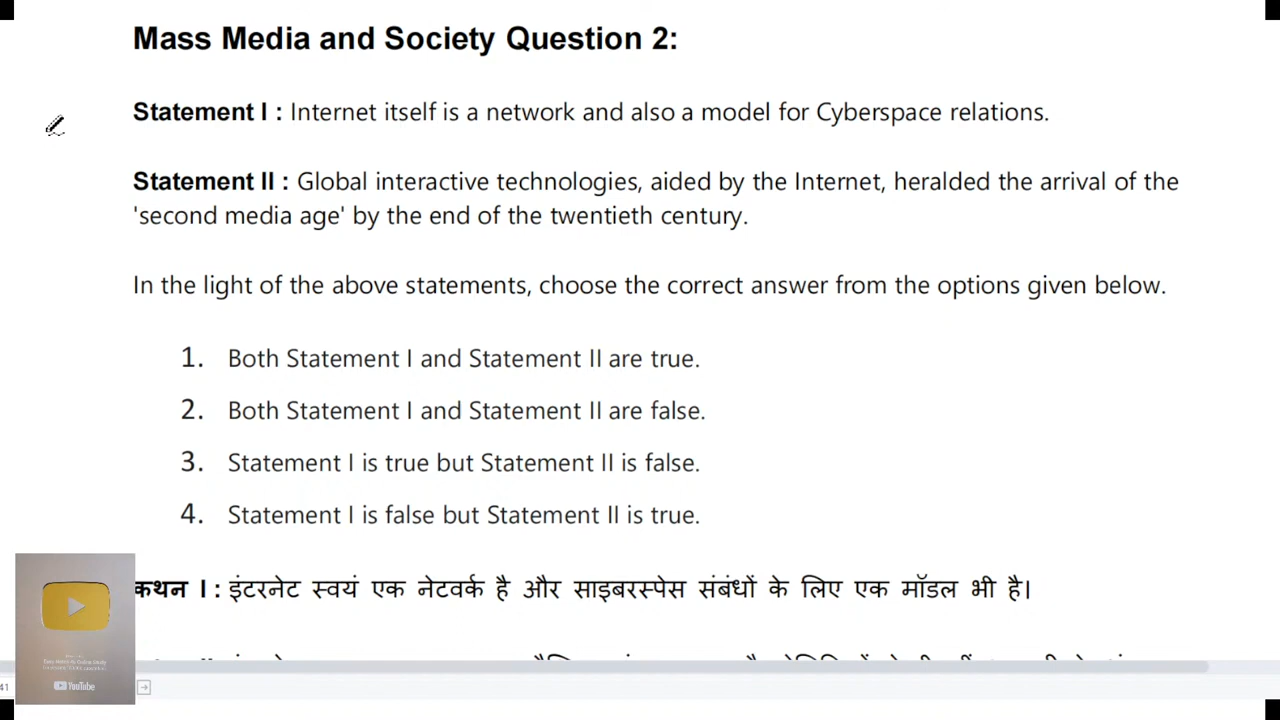 Mass Media and Society Question 2:
Statement I : Internet itself is a network and also a model for Cyberspace relations.
Statement II : Global interactive technologies, aided by the Internet, heralded the arrival of the
'second media age' by the end of the twentieth century.
In the light of the above statements, choose the correct answer from the options given below.
1. Both Statement I and Statement II are true.
2. Both Statement I and Statement II are false.
3. Statement I is true but Statement II is false.
4. Statement I is false but Statement II is true.
कथन I : इंटरनेट स्वयं एक नेटवर्क है और साइबरस्पेस संबंधों के लिए एक मॉडल भी है।
41
YouTube